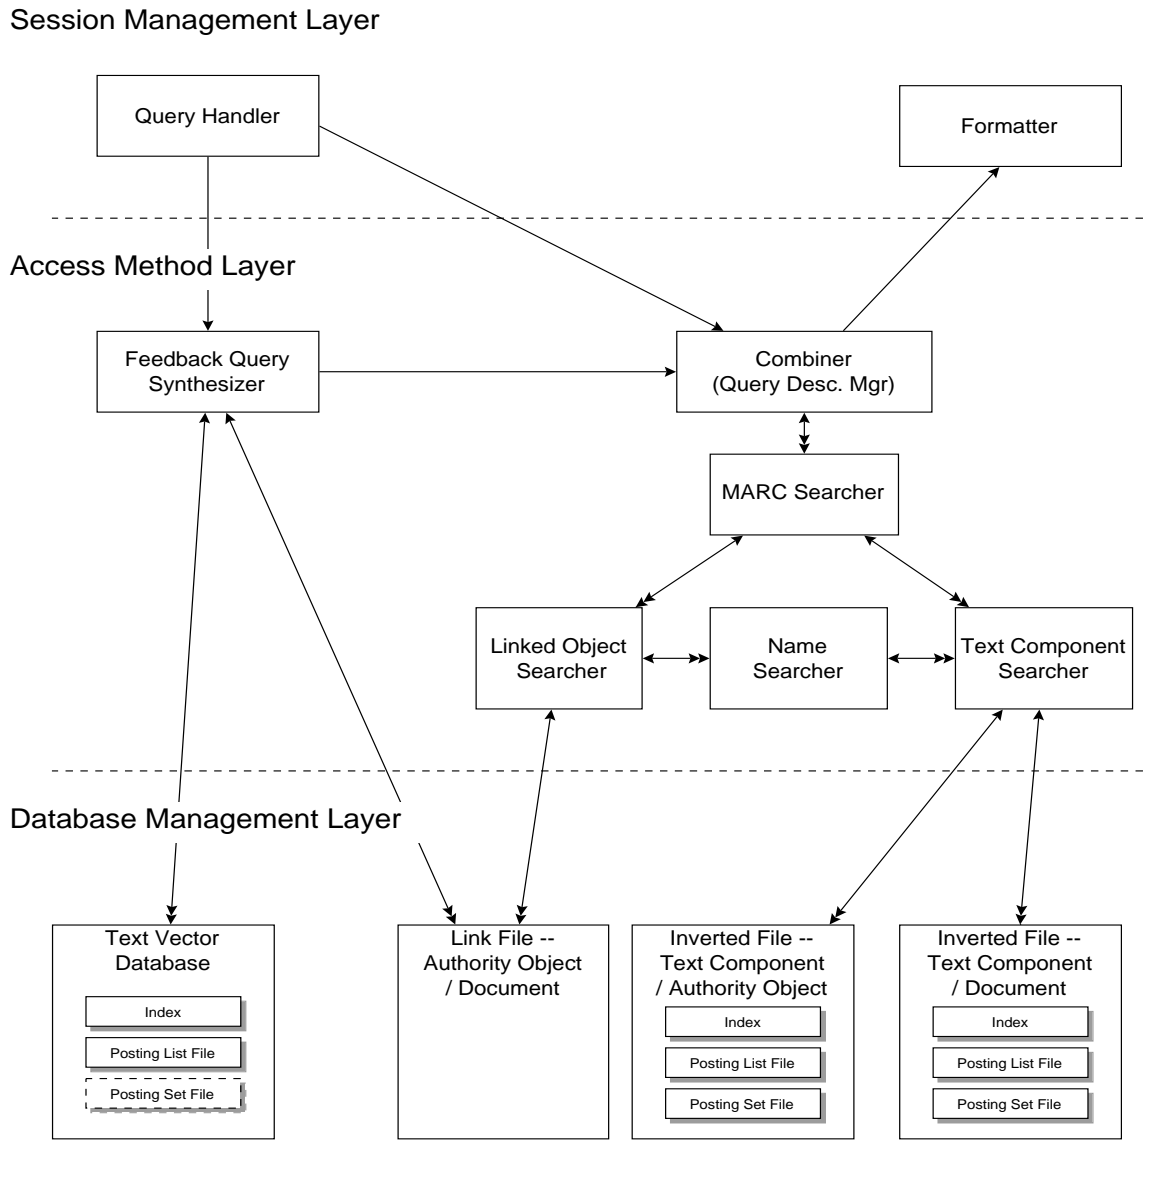 Session Management Layer
Query Handler
Formatter
Access Method Layer
Feedback Query
Synthesizer
Combiner
(Query Desc. Mgr)
MARC Searcher
Linked Object
Searcher
Name
Searcher
Text Component
Searcher
Database Management Layer
Text Vector
Database
Index
Posting List File
Posting Set File
Link File --
Authority Object
/ Document
Inverted File --
Text Component
/ Authority Object
Index
Posting List File
Posting Set File
Inverted File --
Text Component
/ Document
Index
Posting List File
Posting Set File